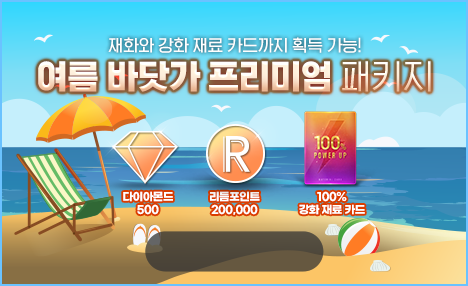 재화와 강화 재료 카드까지 획득 가능!
여름 바닷가 프리미엄 패키지
R
100%
POWER UP
다이아몬드
500
리듬포인트
200,000
100%
강화 재료 카드